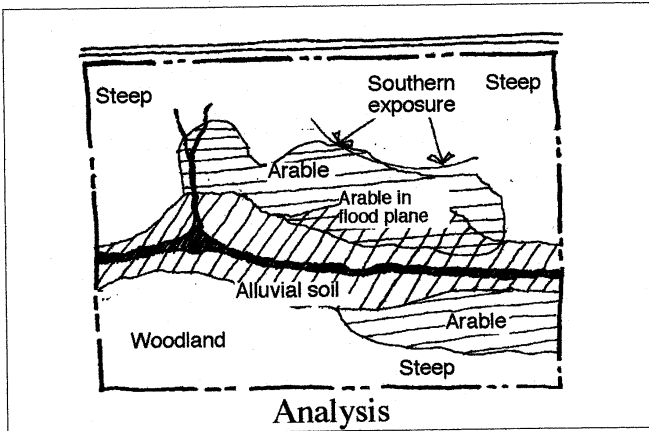 Steep
Southern
exposure
Steep
Arable
Arable in
flood plane
Alluvial soil
Woodland
Arable
Steep
Analysis